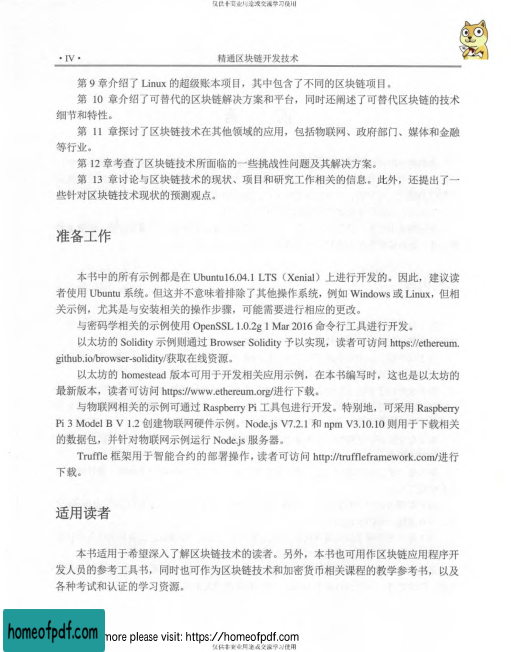 仅供非商业用途或交流学习使用
·IV· 精通区块链开发技术
第 9 章介绍了 Linux 的超级账本项目，其中包含了不同的区块链项目。
第 10 章介绍了可替代的区块链解决方案和平台，同时还阐述了可替代区块链的技术
细节和特性。
第 11 章探讨了区块链技术在其他领域的应用，包括物联网、政府部门、媒体和金融
等行业。
第 12 章考查了区块链技术所面临的一些挑战性问题及其解决方案。
第 13 章讨论与区块链技术的现状、项目和研究工作相关的信息。此外，还提出了一
些针对区块链技术现状的预测观点。
准备工作
本书中的所有示例都是在 Ubuntu16.04.1 LTS（Xenial）上进行开发的。因此，建议读
者使用 Ubuntu 系统。但这并不意味着排除了其他操作系统，例如 Windows 或 Linux，但相
关示例，尤其是与安装相关的操作步骤，可能需要进行相应的更改。
与密码学相关的示例使用 OpenSSL 1.0.2g 1 Mar 2016 命令行工具进行开发。
以太坊的 Solidity 示例则通过 Browser Solidity 予以实现，读者可访问 https://ethereum.
github.io/browser-solidity/获取在线资源。
以太坊的 homestead 版本可用于开发相关应用示例，在本书编写时，这也是以太坊的
最新版本，读者可访问 https://www.ethereum.org/进行下载。
与物联网相关的示例可通过 Raspberry Pi 工具包进行开发。特别地，可采用 Raspberry
Pi 3 Model B V 1.2 创建物联网硬件示例。Node.js V7.2.1 和 npm V3.10.10 则用于下载相关
的数据包，并针对物联网示例运行 Node.js 服务器。
Truffle 框架用于智能合约的部署操作，读者可访问 http://truffleframework.com/进行
下载。
适用读者
本书适用于希望深入了解区块链技术的读者。另外，本书也可用作区块链应用程序开
发人员的参考工具书，同时也可作为区块链技术和加密货币相关课程的教学参考书，以及
各种考试和认证的学习资源。
homeofpdf.com more please visit: https://homeofpdf.com
仅供非商业用途或交流学习使用